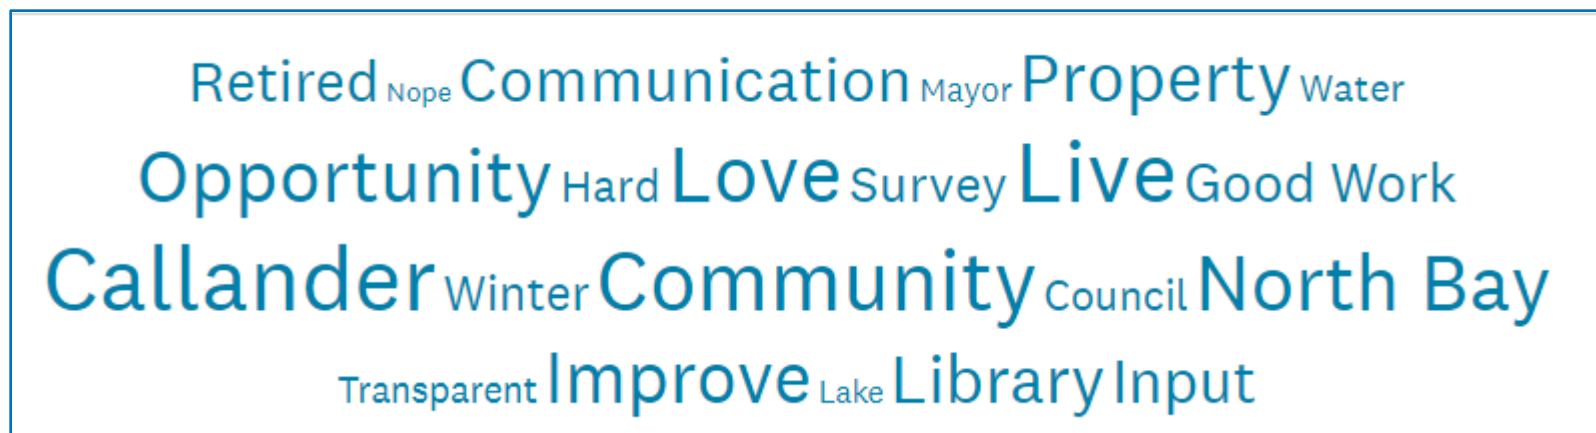 Retired Nope Communication Mayor Property Water
Opportunity Hard Love Survey Live Good Work
Callander Winter Community Council North Bay
Transparent Improve Lake Library Input